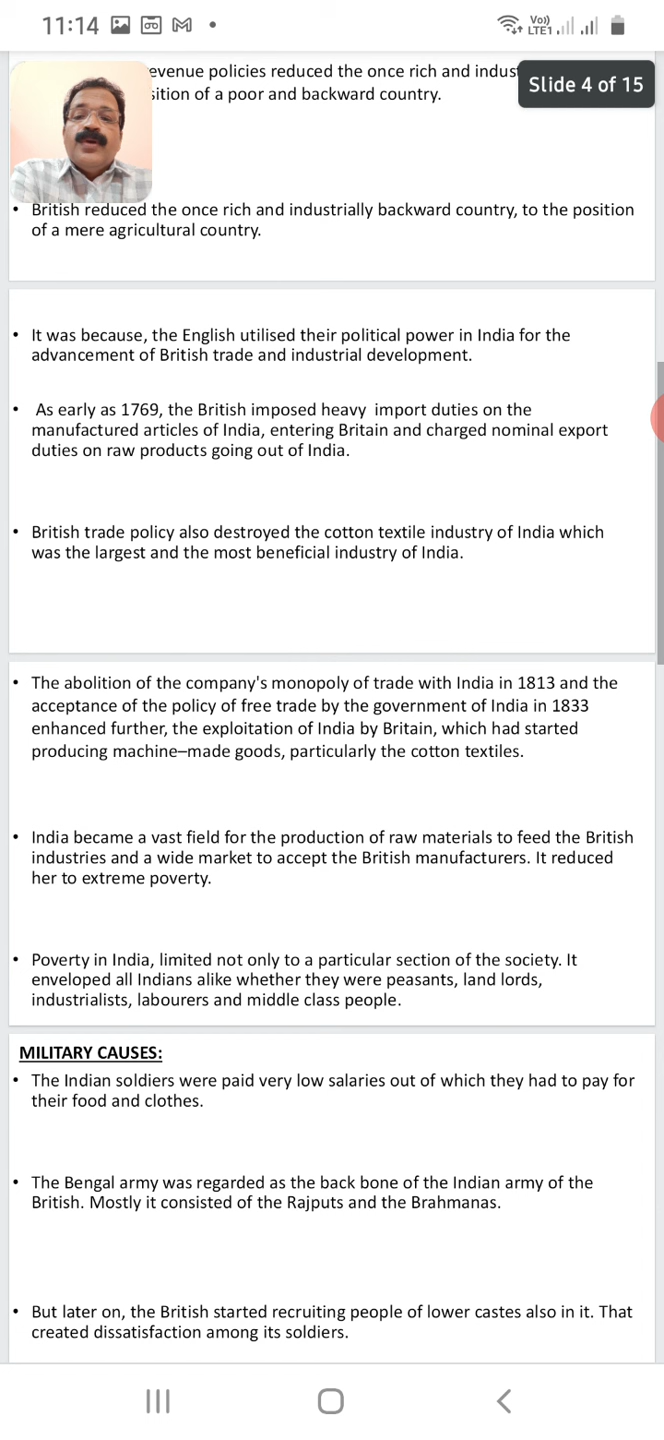 11:14
Vo))
LTE1
evenue policies reduced the once rich and indust
Slide 4 of 15
sition of a poor and backward country.
• British reduced the once rich and industrially backward country, to the position
of a mere agricultural country.
• It was because, the English utilised their political power in India for the
advancement of British trade and industrial development.
• As early as 1769, the British imposed heavy import duties on the
manufactured articles of India, entering Britain and charged nominal export
duties on raw products going out of India.
• British trade policy also destroyed the cotton textile industry of India which
was the largest and the most beneficial industry of India.
• The abolition of the company's monopoly of trade with India in 1813 and the
acceptance of the policy of free trade by the government of India in 1833
enhanced further, the exploitation of India by Britain, which had started
producing machine–made goods, particularly the cotton textiles.
• India became a vast field for the production of raw materials to feed the British
industries and a wide market to accept the British manufacturers. It reduced
her to extreme poverty.
• Poverty in India, limited not only to a particular section of the society. It
enveloped all Indians alike whether they were peasants, land lords,
industrialists, labourers and middle class people.
MILITARY CAUSES:
• The Indian soldiers were paid very low salaries out of which they had to pay for
their food and clothes.
• The Bengal army was regarded as the back bone of the Indian army of the
British. Mostly it consisted of the Rajputs and the Brahmanas.
• But later on, the British started recruiting people of lower castes also in it. That
created dissatisfaction among its soldiers.